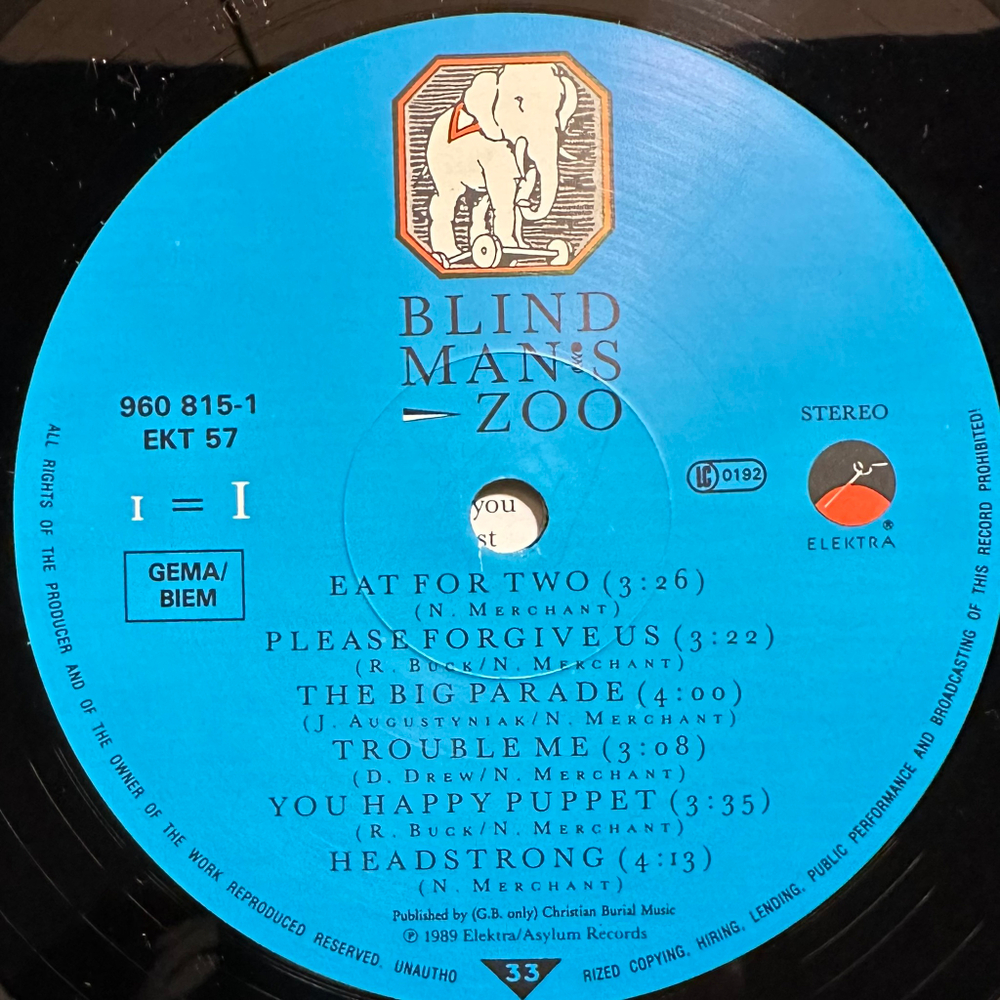 BLIND
MAN'S
ZOO
960 815-1
EKT 57
I = I
GEMA/
BIEM
STEREO
LC 0192
ELEKTRA®
you
st
EAT FOR TWO (3:26)
(N. MERCHANT)
PLEASE FORGIVE US (3:22)
(R. BUCK/N. MERCHANT)
THE BIG PARADE (4:00)
(J. AUGUSTYNIAK/N. MERCHANT)
TROUBLE ME (3:08)
(D. DREW/N. MERCHANT)
YOU HAPPY PUPPET (3:35)
(R. BUCK/N. MERCHANT)
HEADSTRONG (4:13)
(N. MERCHANT)
Published by (G.B. only) Christian Burial Music
℗ 1989 Elektra/Asylum Records
33
ALL RIGHTS OF THE PRODUCER AND OF THE OWNER OF THE WORK REPRODUCED RESERVED. UNAUTHO
RIZED COPYING, HIRING, LENDING, PUBLIC PERFORMANCE AND BROADCASTING OF THIS RECORD PROHIBITED!